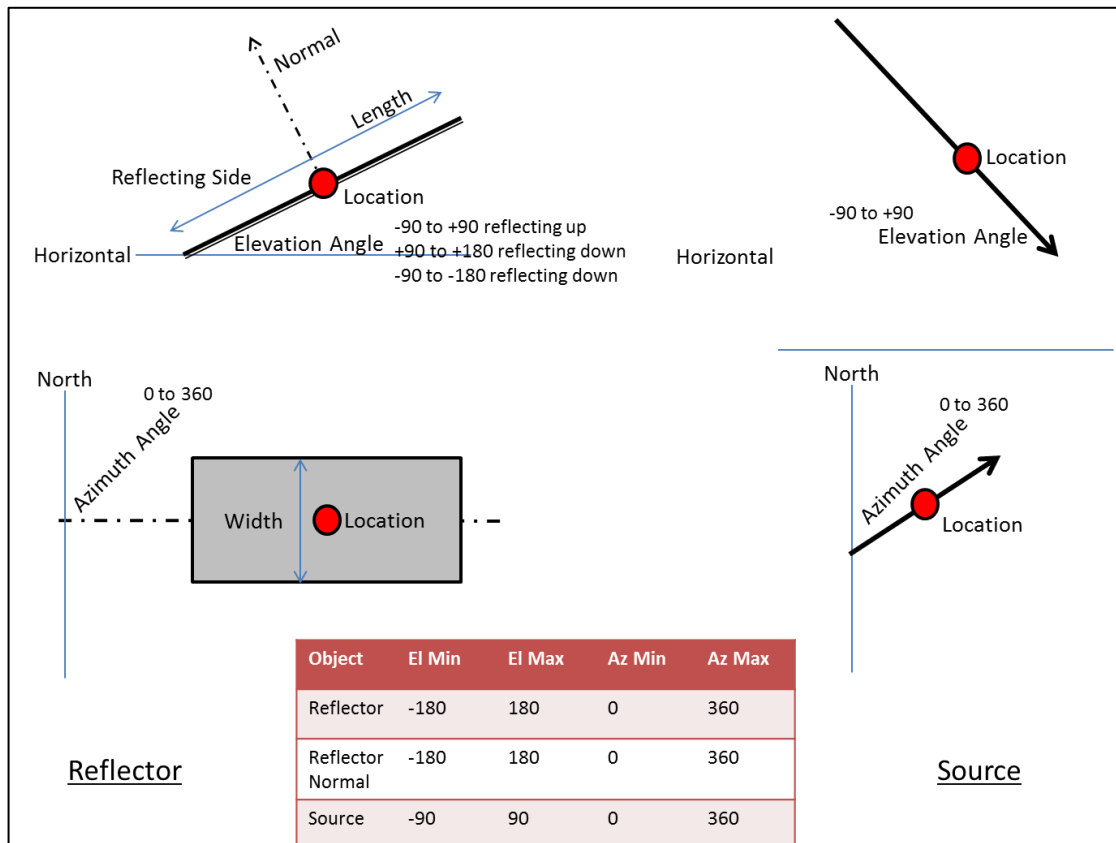 Normal
Length
Reflecting Side
Location
Elevation Angle
-90 to +90 reflecting up
+90 to +180 reflecting down
-90 to -180 reflecting down
Horizontal
Location
-90 to +90
Elevation Angle
Horizontal
North
0 to 360
Azimuth Angle
Width
Location
North
0 to 360
Azimuth Angle
Location
Object El Min El Max Az Min Az Max
Reflector -180 180 0 360
Reflector Normal -180 180 0 360
Source -90 90 0 360
Reflector
Source